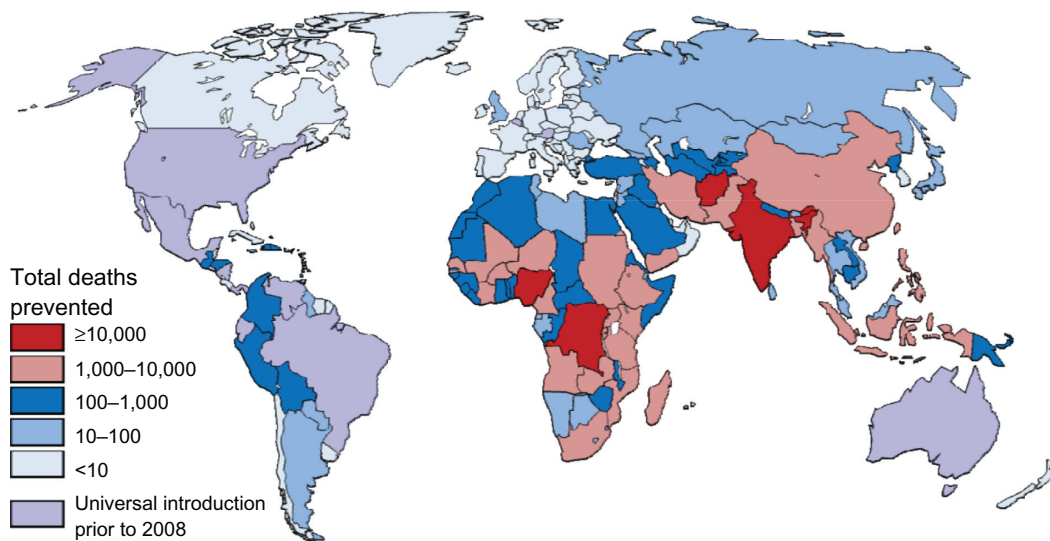 Total deaths
prevented
≥10,000
1,000–10,000
100–1,000
10–100
<10
Universal introduction
prior to 2008